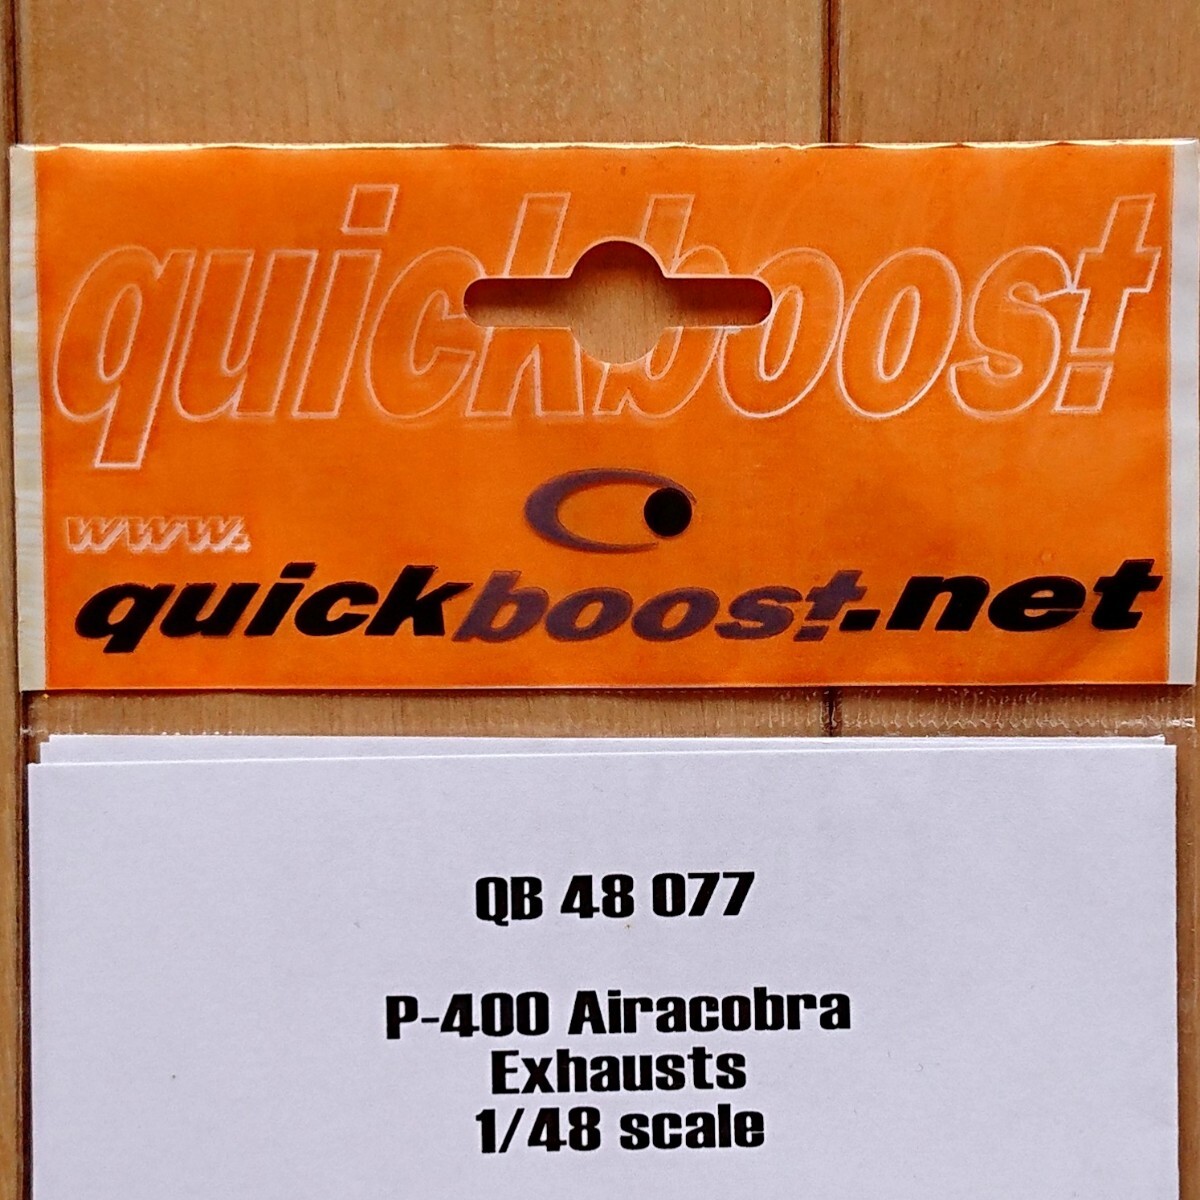 quickboost
www.
quickboost.net
QB 48 077
P-400 Airacobra
Exhausts
1/48 scale